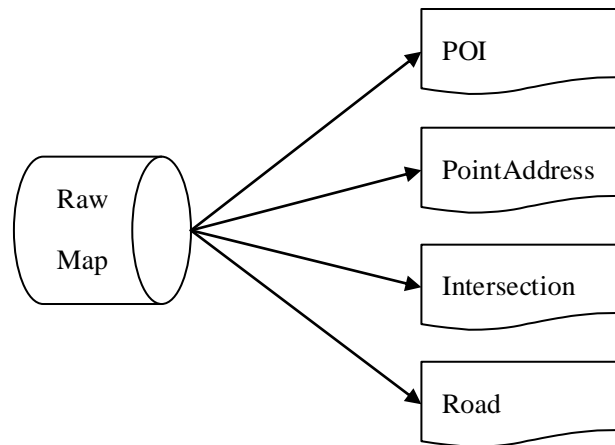 POI
PointAddress
Raw
Map
Intersection
Road